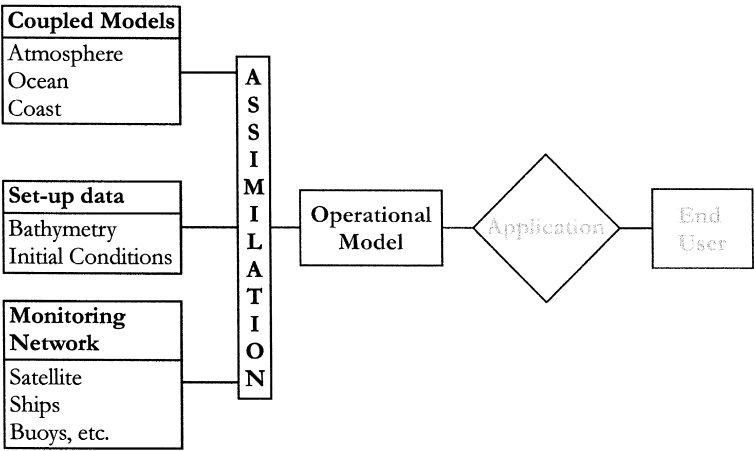 Coupled Models
Atmosphere
Ocean
Coast
Set-up data
Bathymetry
Initial Conditions
Monitoring
Network
Satellite
Ships
Buoys, etc.
ASSIMILATION
Operational
Model
Application
End
User